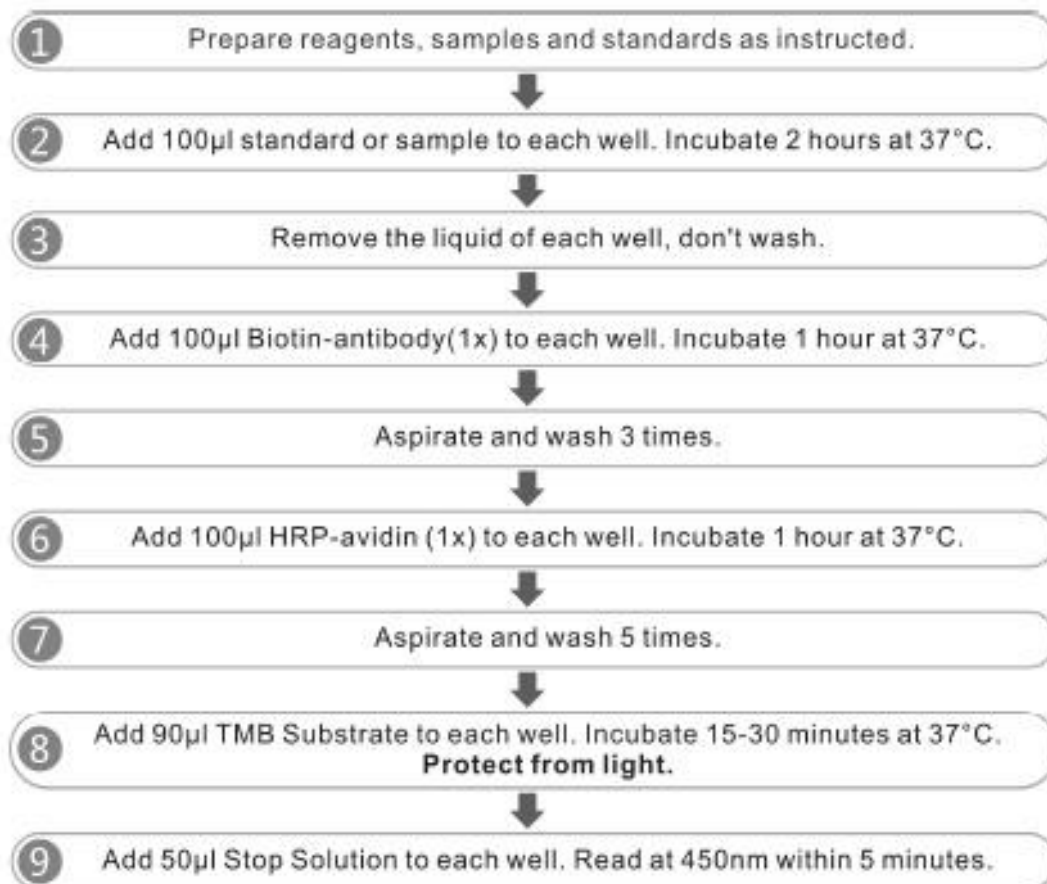 1 Prepare reagents, samples and standards as instructed.
2 Add 100µl standard or sample to each well. Incubate 2 hours at 37°C.
3 Remove the liquid of each well, don't wash.
4 Add 100µl Biotin-antibody(1x) to each well. Incubate 1 hour at 37°C.
5 Aspirate and wash 3 times.
6 Add 100µl HRP-avidin (1x) to each well. Incubate 1 hour at 37°C.
7 Aspirate and wash 5 times.
8 Add 90µl TMB Substrate to each well. Incubate 15-30 minutes at 37°C.
Protect from light.
9 Add 50µl Stop Solution to each well. Read at 450nm within 5 minutes.